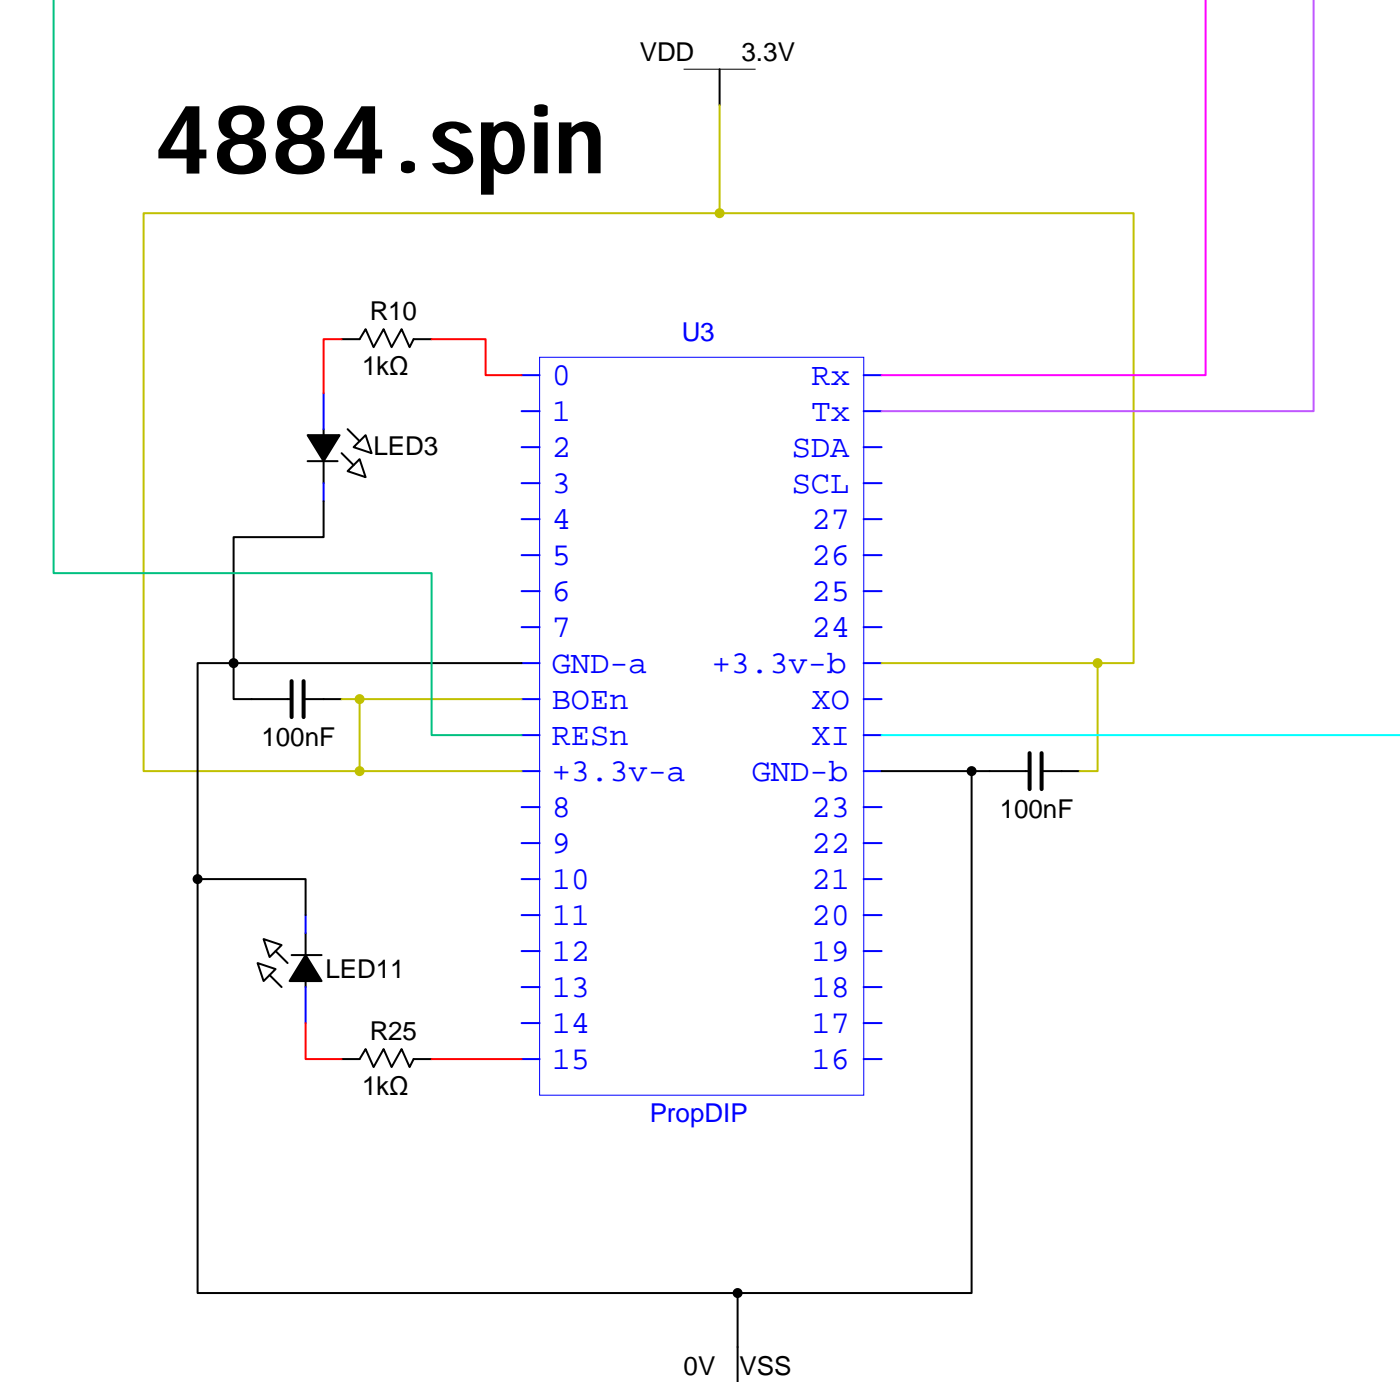 VDD 3.3V
4884.spin
R10
1kΩ
LED3
U3
0 Rx
1 Tx
2 SDA
3 SCL
4 27
5 26
6 25
7 24
GND-a +3.3v-b
BOEn XO
RESn XI
+3.3v-a GND-b
8 23
9 22
10 21
11 20
12 19
13 18
14 17
15 16
100nF
100nF
LED11
R25
1kΩ
PropDIP
0V VSS